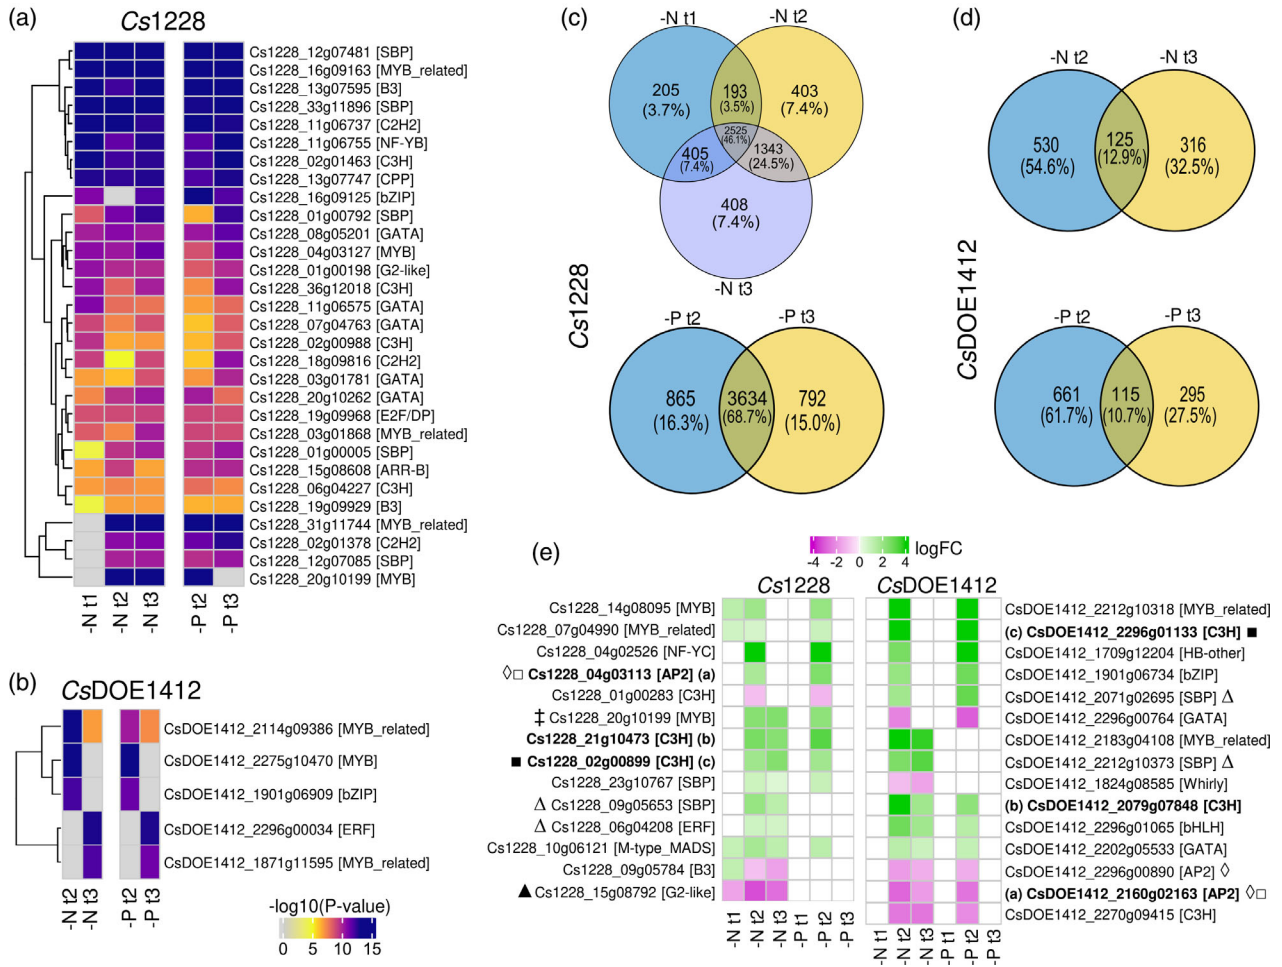 (a)
Cs1228
Cs1228_12g07481 [SBP]
Cs1228_16g09163 [MYB_related]
Cs1228_13g07595 [B3]
Cs1228_33g11896 [SBP]
Cs1228_11g06737 [C2H2]
Cs1228_11g06755 [NF-YB]
Cs1228_02g01463 [C3H]
Cs1228_13g07747 [CPP]
Cs1228_16g09125 [bZIP]
Cs1228_01g00792 [SBP]
Cs1228_08g05201 [GATA]
Cs1228_04g03127 [MYB]
Cs1228_01g00198 [G2-like]
Cs1228_36g12018 [C3H]
Cs1228_11g06575 [GATA]
Cs1228_07g04763 [GATA]
Cs1228_02g00988 [C3H]
Cs1228_18g09816 [C2H2]
Cs1228_03g01781 [GATA]
Cs1228_20g10262 [GATA]
Cs1228_19g09968 [E2F/DP]
Cs1228_03g01868 [MYB_related]
Cs1228_01g00005 [SBP]
Cs1228_15g08608 [ARR-B]
Cs1228_06g04227 [C3H]
Cs1228_19g09929 [B3]
Cs1228_31g11744 [MYB_related]
Cs1228_02g01378 [C2H2]
Cs1228_12g07085 [SBP]
Cs1228_20g10199 [MYB]
-N t1
-N t2
-N t3
-P t2
-P t3
(b)
CsDOE1412
CsDOE1412_2114g09386 [MYB_related]
CsDOE1412_2275g10470 [MYB]
CsDOE1412_1901g06909 [bZIP]
CsDOE1412_2296g00034 [ERF]
CsDOE1412_1871g11595 [MYB_related]
-N t2
-N t3
-P t2
-P t3
-log10(P-value)
0 5 10 15
(c)
Cs1228
-N t1
-N t2
205
(3.7%)
193
(3.5%)
403
(7.4%)
2525
(46.1%)
405
(7.4%)
1343
(24.5%)
408
(7.4%)
-N t3
-P t2
-P t3
865
(16.3%)
3634
(68.7%)
792
(15.0%)
(d)
CsDOE1412
-N t2
-N t3
530
(54.6%)
125
(12.9%)
316
(32.5%)
-P t2
-P t3
661
(61.7%)
115
(10.7%)
295
(27.5%)
(e)
-4 -2 0 2 4
logFC
Cs1228
Cs1228_14g08095 [MYB]
Cs1228_07g04990 [MYB_related]
Cs1228_04g02526 [NF-YC]
◊□ Cs1228_04g03113 [AP2] (a)
Cs1228_01g00283 [C3H]
‡ Cs1228_20g10199 [MYB]
Cs1228_21g10473 [C3H] (b)
■ Cs1228_02g00899 [C3H] (c)
Cs1228_23g10767 [SBP]
Δ Cs1228_09g05653 [SBP]
Δ Cs1228_06g04208 [ERF]
Cs1228_10g06121 [M-type_MADS]
Cs1228_09g05784 [B3]
▲ Cs1228_15g08792 [G2-like]
-N t1
-N t2
-N t3
-P t1
-P t2
-P t3
CsDOE1412
CsDOE1412_2212g10318 [MYB_related]
(c) CsDOE1412_2296g01133 [C3H] ■
CsDOE1412_1709g12204 [HB-other]
CsDOE1412_1901g06734 [bZIP]
CsDOE1412_2071g02695 [SBP] Δ
CsDOE1412_2296g00764 [GATA]
CsDOE1412_2183g04108 [MYB_related]
CsDOE1412_2212g10373 [SBP] Δ
CsDOE1412_1824g08585 [Whirly]
(b) CsDOE1412_2079g07848 [C3H]
CsDOE1412_2296g01065 [bHLH]
CsDOE1412_2202g05533 [GATA]
CsDOE1412_2296g00890 [AP2] ◊
(a) CsDOE1412_2160g02163 [AP2] ◊□
CsDOE1412_2270g09415 [C3H]
-N t1
-N t2
-N t3
-P t1
-P t2
-P t3